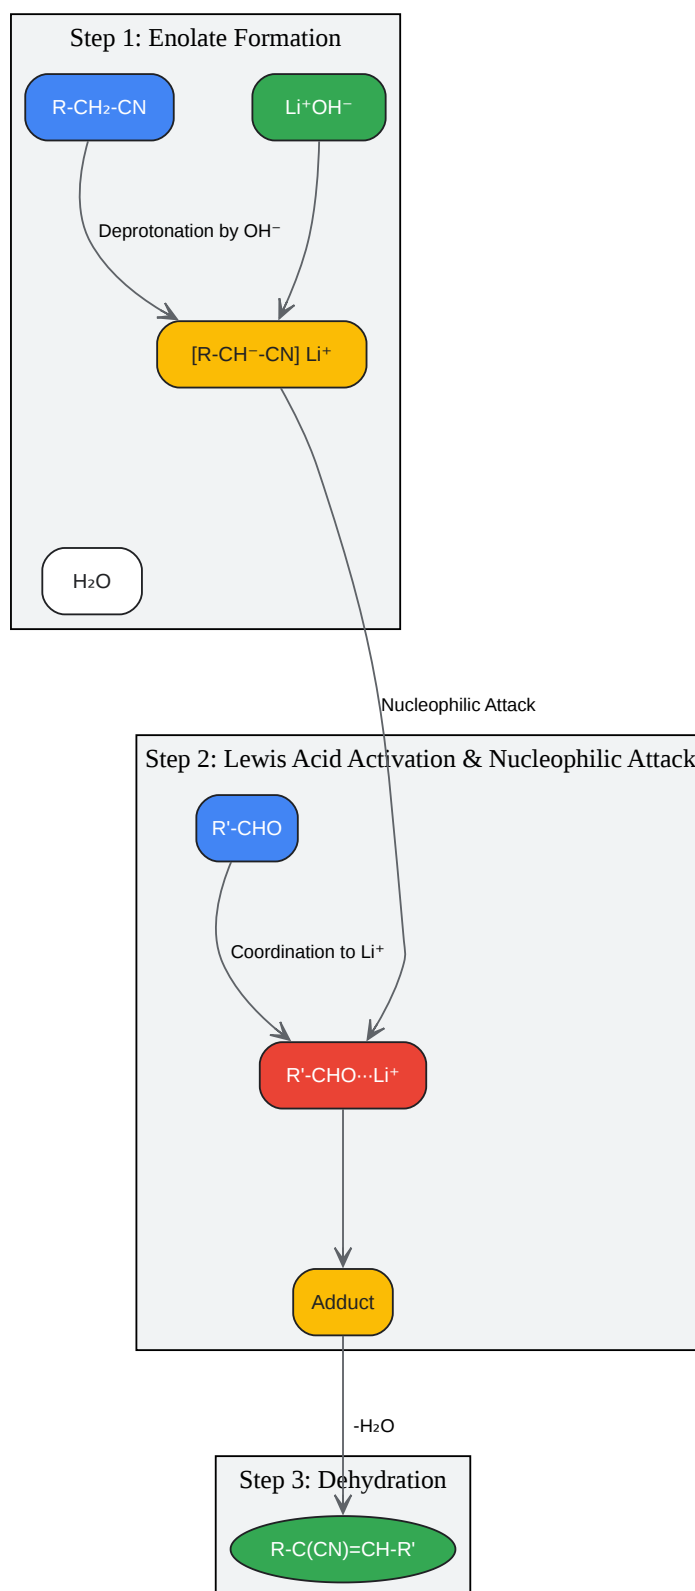 Step 1: Enolate Formation
R-CH₂-CN
Li⁺OH⁻
Deprotonation by OH⁻
[R-CH⁻-CN] Li⁺
H₂O
Nucleophilic Attack
Step 2: Lewis Acid Activation & Nucleophilic Attack
R'-CHO
Coordination to Li⁺
R'-CHO···Li⁺
Adduct
-H₂O
Step 3: Dehydration
R-C(CN)=CH-R'